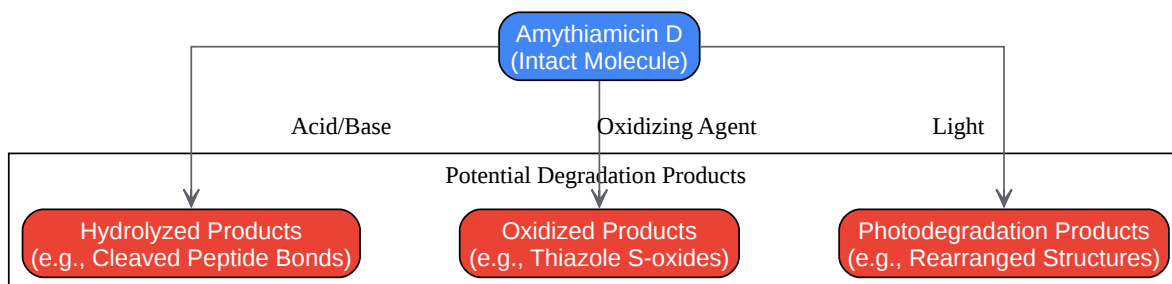 Amythiamicin D
(Intact Molecule)
Acid/Base
Oxidizing Agent
Light
Potential Degradation Products
Hydrolyzed Products
(e.g., Cleaved Peptide Bonds)
Oxidized Products
(e.g., Thiazole S-oxides)
Photodegradation Products
(e.g., Rearranged Structures)